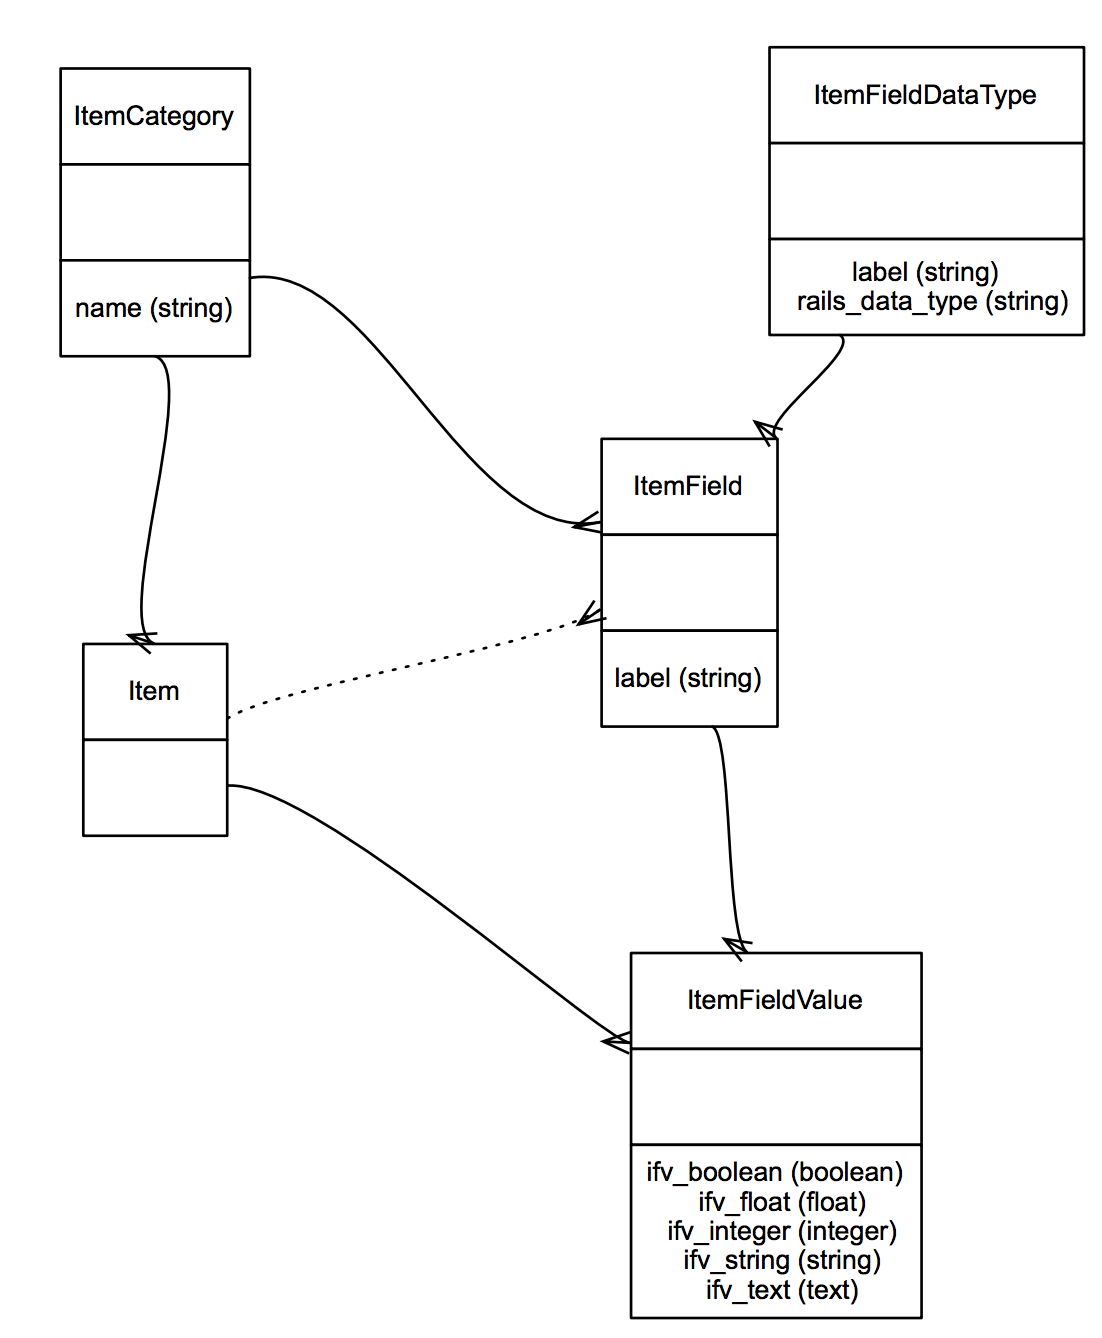 ItemCategory
name (string)
ItemFieldDataType
label (string)
rails_data_type (string)
ItemField
label (string)
Item
ItemFieldValue
ifv_boolean (boolean)
ifv_float (float)
ifv_integer (integer)
ifv_string (string)
ifv_text (text)